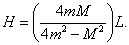 H = (4mM / (4m² − M²)) L.